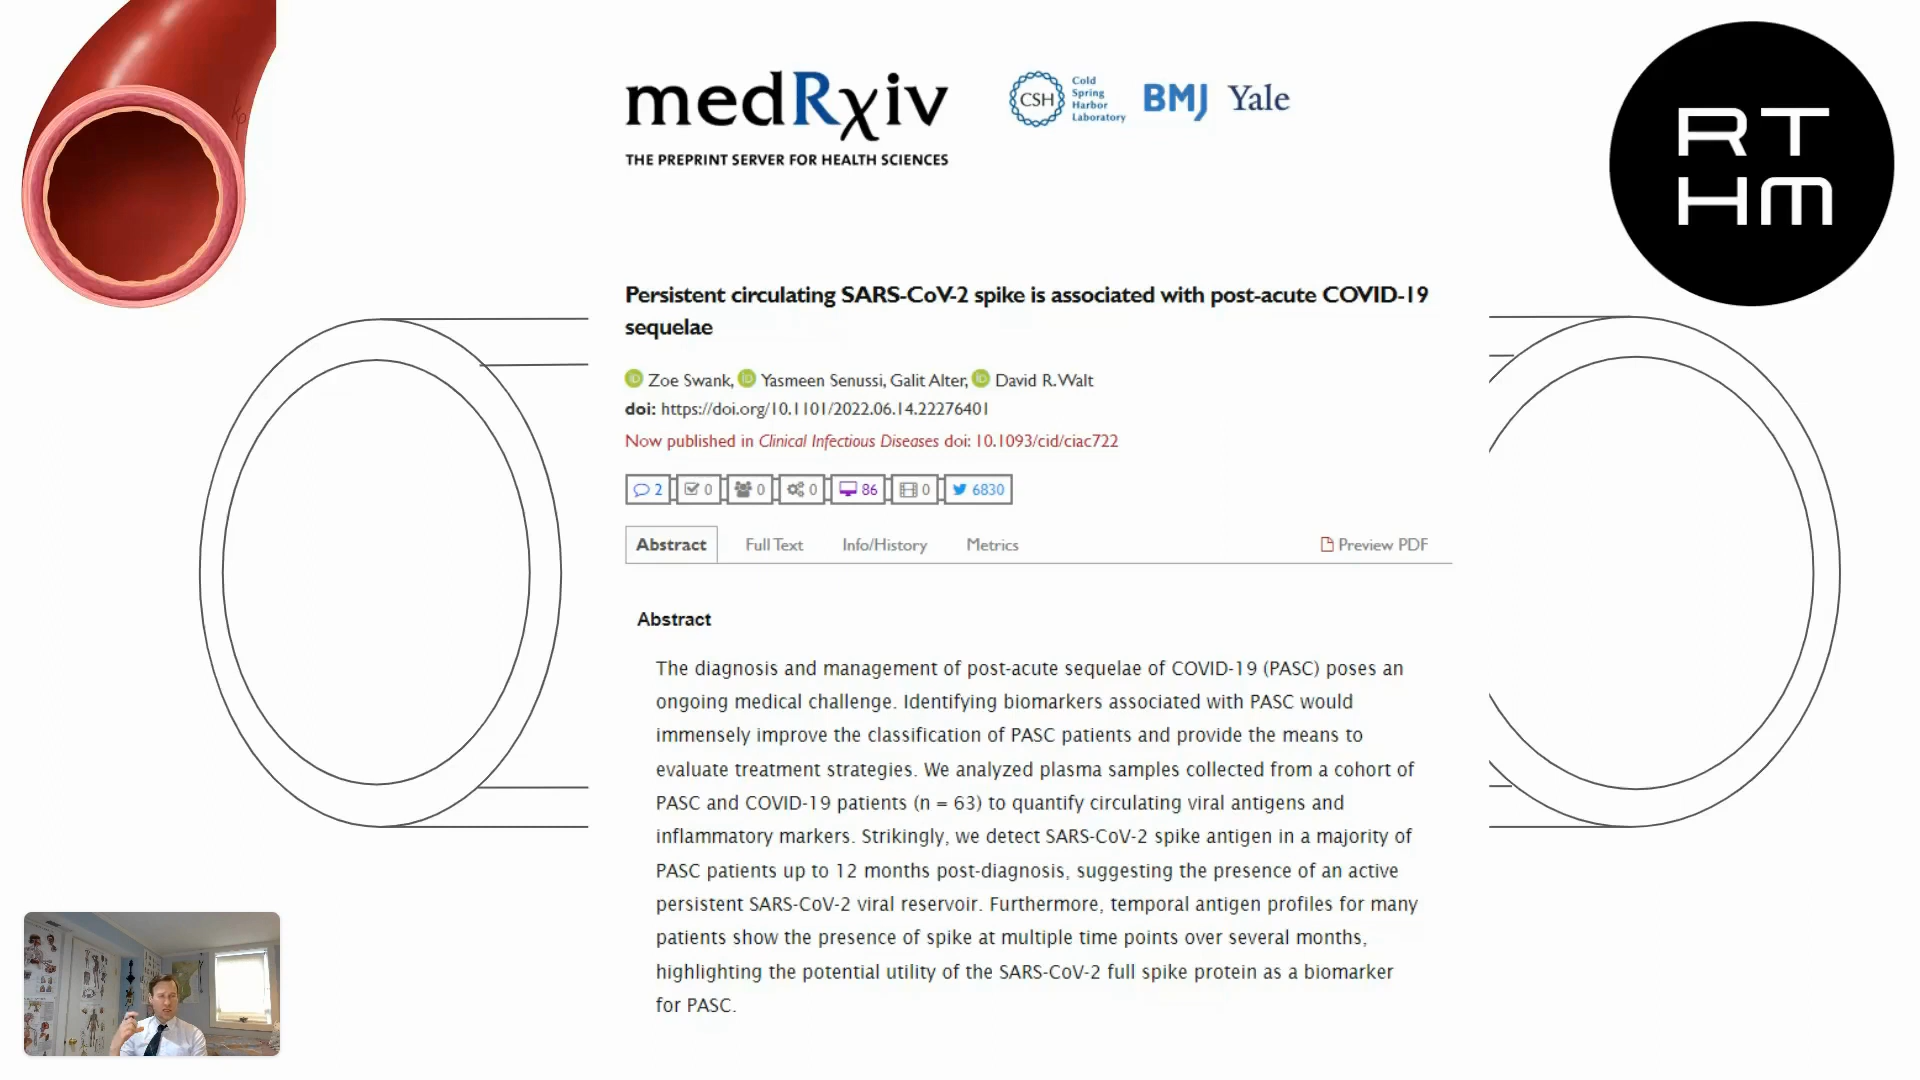 medRχiv
THE PREPRINT SERVER FOR HEALTH SCIENCES
CSH
Cold
Spring
Harbor
Laboratory
BMJ
Yale
RT
HM
Persistent circulating SARS-CoV-2 spike is associated with post-acute COVID-19
sequelae
Zoe Swank, Yasmeen Senussi, Galit Alter, David R. Walt
doi: https://doi.org/10.1101/2022.06.14.22276401
Now published in Clinical Infectious Diseases doi: 10.1093/cid/ciac722
2 0 0 0 86 0 6830
Abstract Full Text Info/History Metrics Preview PDF
Abstract
The diagnosis and management of post-acute sequelae of COVID-19 (PASC) poses an
ongoing medical challenge. Identifying biomarkers associated with PASC would
immensely improve the classification of PASC patients and provide the means to
evaluate treatment strategies. We analyzed plasma samples collected from a cohort of
PASC and COVID-19 patients (n = 63) to quantify circulating viral antigens and
inflammatory markers. Strikingly, we detect SARS-CoV-2 spike antigen in a majority of
PASC patients up to 12 months post-diagnosis, suggesting the presence of an active
persistent SARS-CoV-2 viral reservoir. Furthermore, temporal antigen profiles for many
patients show the presence of spike at multiple time points over several months,
highlighting the potential utility of the SARS-CoV-2 full spike protein as a biomarker
for PASC.